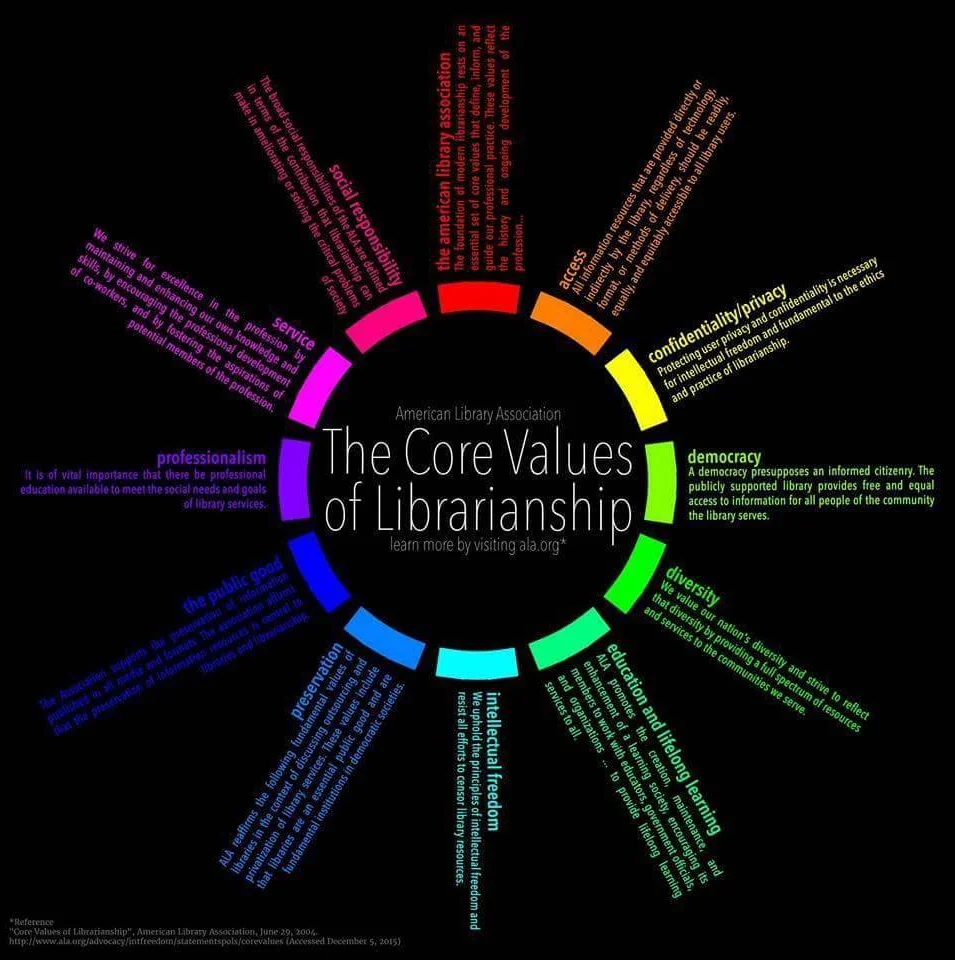 American Library Association
The Core Values
of Librarianship
learn more by visiting ala.org*
the american library association
The foundation of modern librarianship rests on an
essential set of core values that define, inform, and
guide our professional practice. These values reflect
the history and ongoing development of the
profession...
access
All information resources that are provided directly or
indirectly by the library, regardless of technology,
format, or methods of delivery, should be readily,
equally, and equitably accessible to all library users.
confidentiality/privacy
Protecting user privacy and confidentiality is necessary
for intellectual freedom and fundamental to the ethics
and practice of librarianship.
democracy
A democracy presupposes an informed citizenry. The
publicly supported library provides free and equal
access to information for all people of the community
the library serves.
diversity
We value our nation's diversity and strive to reflect
that diversity by providing a full spectrum of resources
and services to the communities we serve.
education and lifelong learning
ALA promotes the creation, maintenance, and
enhancement of a learning society, encouraging its
members to work with educators, government officials,
and organizations ... to provide lifelong learning
services to all.
intellectual freedom
We uphold the principles of intellectual freedom and
resist all efforts to censor library resources.
preservation
ALA reaffirms the following fundamental values of
libraries in the context of discussing outsourcing and
privatization of library services. These values include
that libraries are an essential public good and are
fundamental institutions in democratic societies.
the public good
The Association supports the preservation of information
published in all media and formats. The association affirms
that the preservation of information resources is central to
libraries and librarianship.
professionalism
It is of vital importance that there be professional
education available to meet the social needs and goals
of library services.
service
We strive for excellence in the profession by
maintaining and enhancing our own knowledge and
skills, by encouraging the professional development
of co-workers, and by fostering the aspirations of
potential members of the profession.
social responsibility
The broad social responsibilities of the ALA are defined
in terms of the contribution that librarianship can
make in ameliorating or solving the critical problems
of society
*Reference
"Core Values of Librarianship", American Library Association, June 29, 2004.
http://www.ala.org/advocacy/intfreedom/statementspols/corevalues (Accessed December 5, 2015)